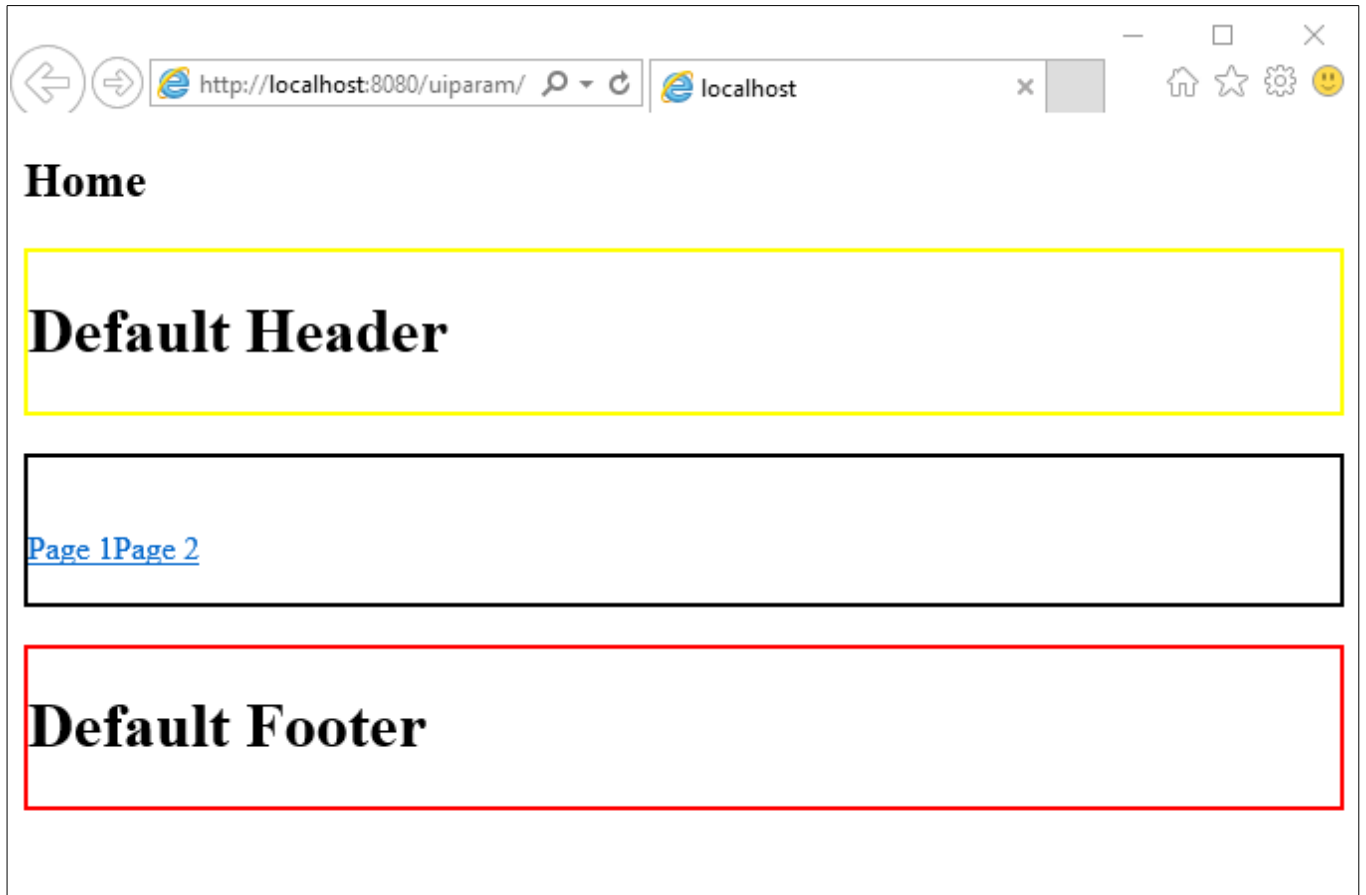 http://localhost:8080/uiparam/
localhost
Home
Default Header
Page 1Page 2
Default Footer